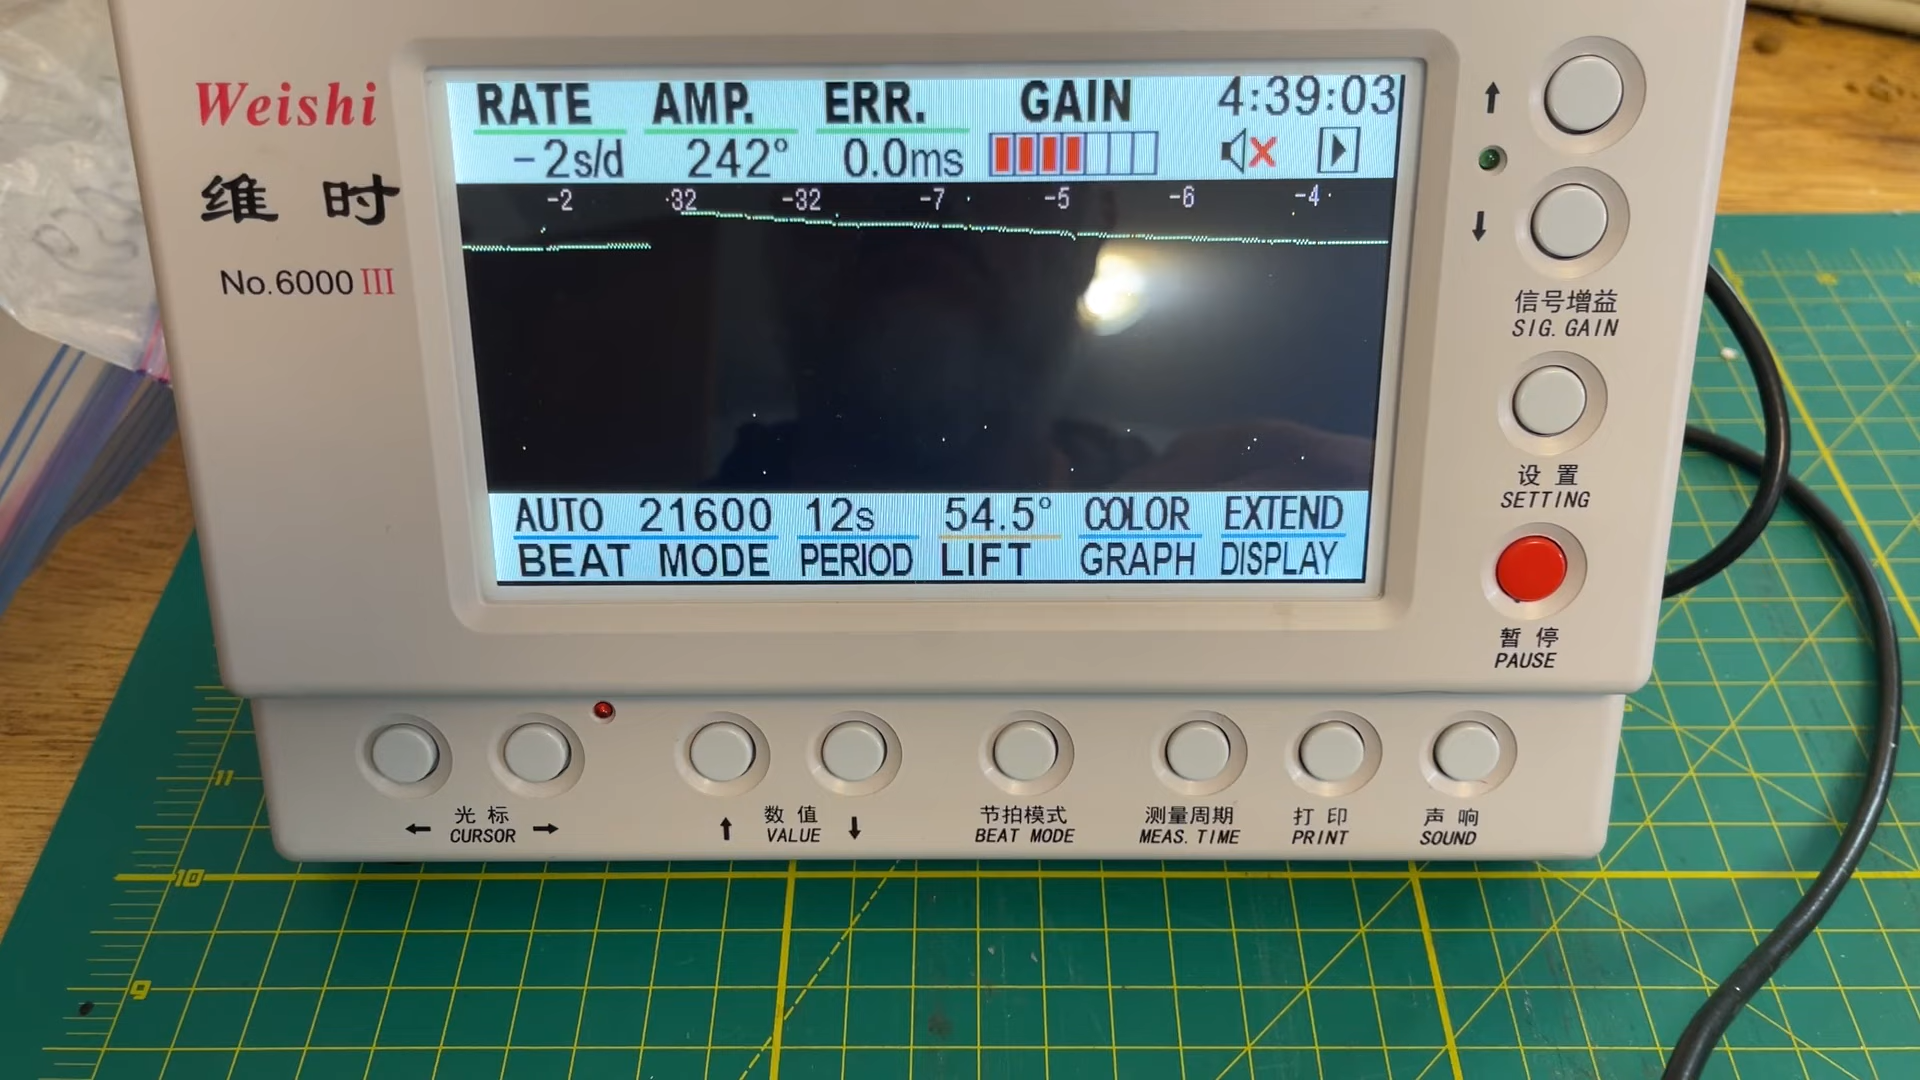 Weishi
维 时
No.6000 III
RATE AMP. ERR. GAIN 4:39:03
-2s/d 242° 0.0ms
-2 -32 -32 -7 -5 -6 -4
AUTO 21600 12s 54.5° COLOR EXTEND
BEAT MODE PERIOD LIFT GRAPH DISPLAY
↑
↓
信号增益
SIG. GAIN
设 置
SETTING
暂 停
PAUSE
光 标
← CURSOR →
数 值
↑ VALUE ↓
节拍模式
BEAT MODE
测量周期
MEAS. TIME
打 印
PRINT
声 响
SOUND
11
10
9